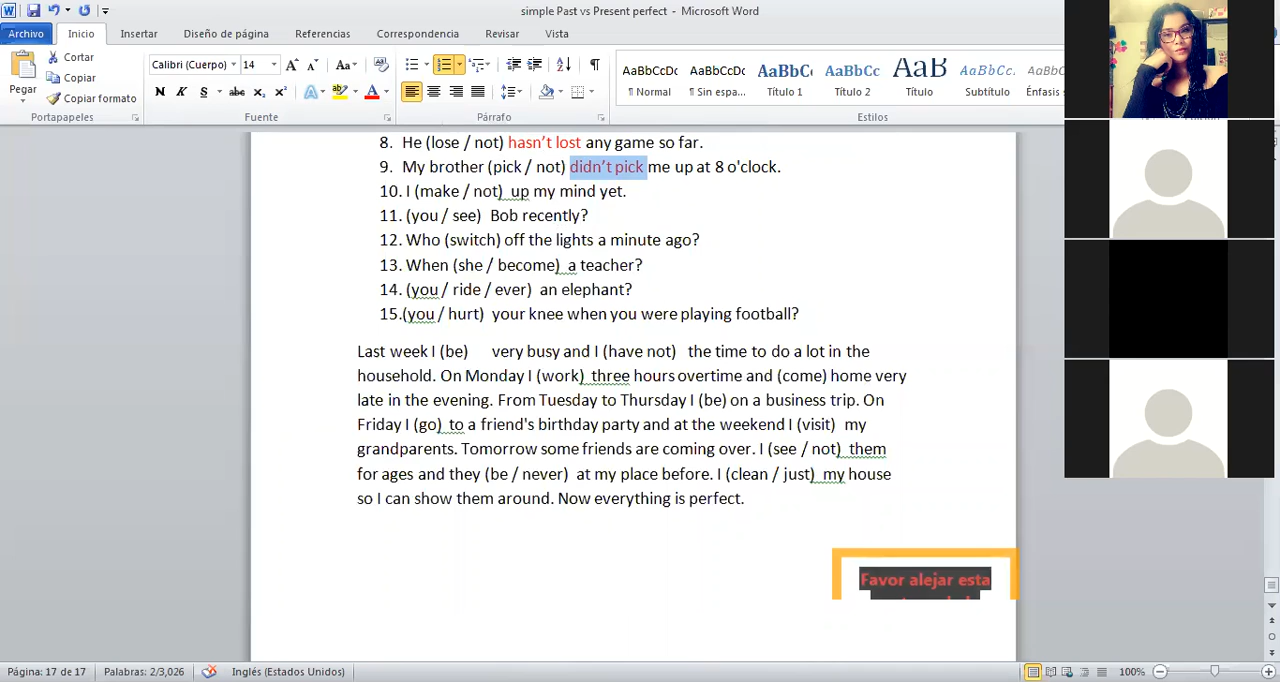 simple Past vs Present perfect - Microsoft Word
Archivo Inicio Insertar Diseño de página Referencias Correspondencia Revisar Vista
Cortar
Copiar
Copiar formato
Pegar
Calibri (Cuerpo) 14
N K S abc x₂ x²
AaBbCcDc AaBbCcDc AaBbC AaBbCc AaB AaBbCc. AaBbCcD
¶ Normal ¶ Sin espa... Título 1 Título 2 Título Subtítulo Énfasis s
Portapapeles Fuente Párrafo Estilos
8. He (lose / not) hasn't lost any game so far.
9. My brother (pick / not) didn't pick me up at 8 o'clock.
10. I (make / not) up my mind yet.
11. (you / see) Bob recently?
12. Who (switch) off the lights a minute ago?
13. When (she / become) a teacher?
14. (you / ride / ever) an elephant?
15.(you / hurt) your knee when you were playing football?
Last week I (be) very busy and I (have not) the time to do a lot in the
household. On Monday I (work) three hours overtime and (come) home very
late in the evening. From Tuesday to Thursday I (be) on a business trip. On
Friday I (go) to a friend's birthday party and at the weekend I (visit) my
grandparents. Tomorrow some friends are coming over. I (see / not) them
for ages and they (be / never) at my place before. I (clean / just) my house
so I can show them around. Now everything is perfect.
Favor alejar esta
Página: 17 de 17 Palabras: 2/3,026 Inglés (Estados Unidos) 100%